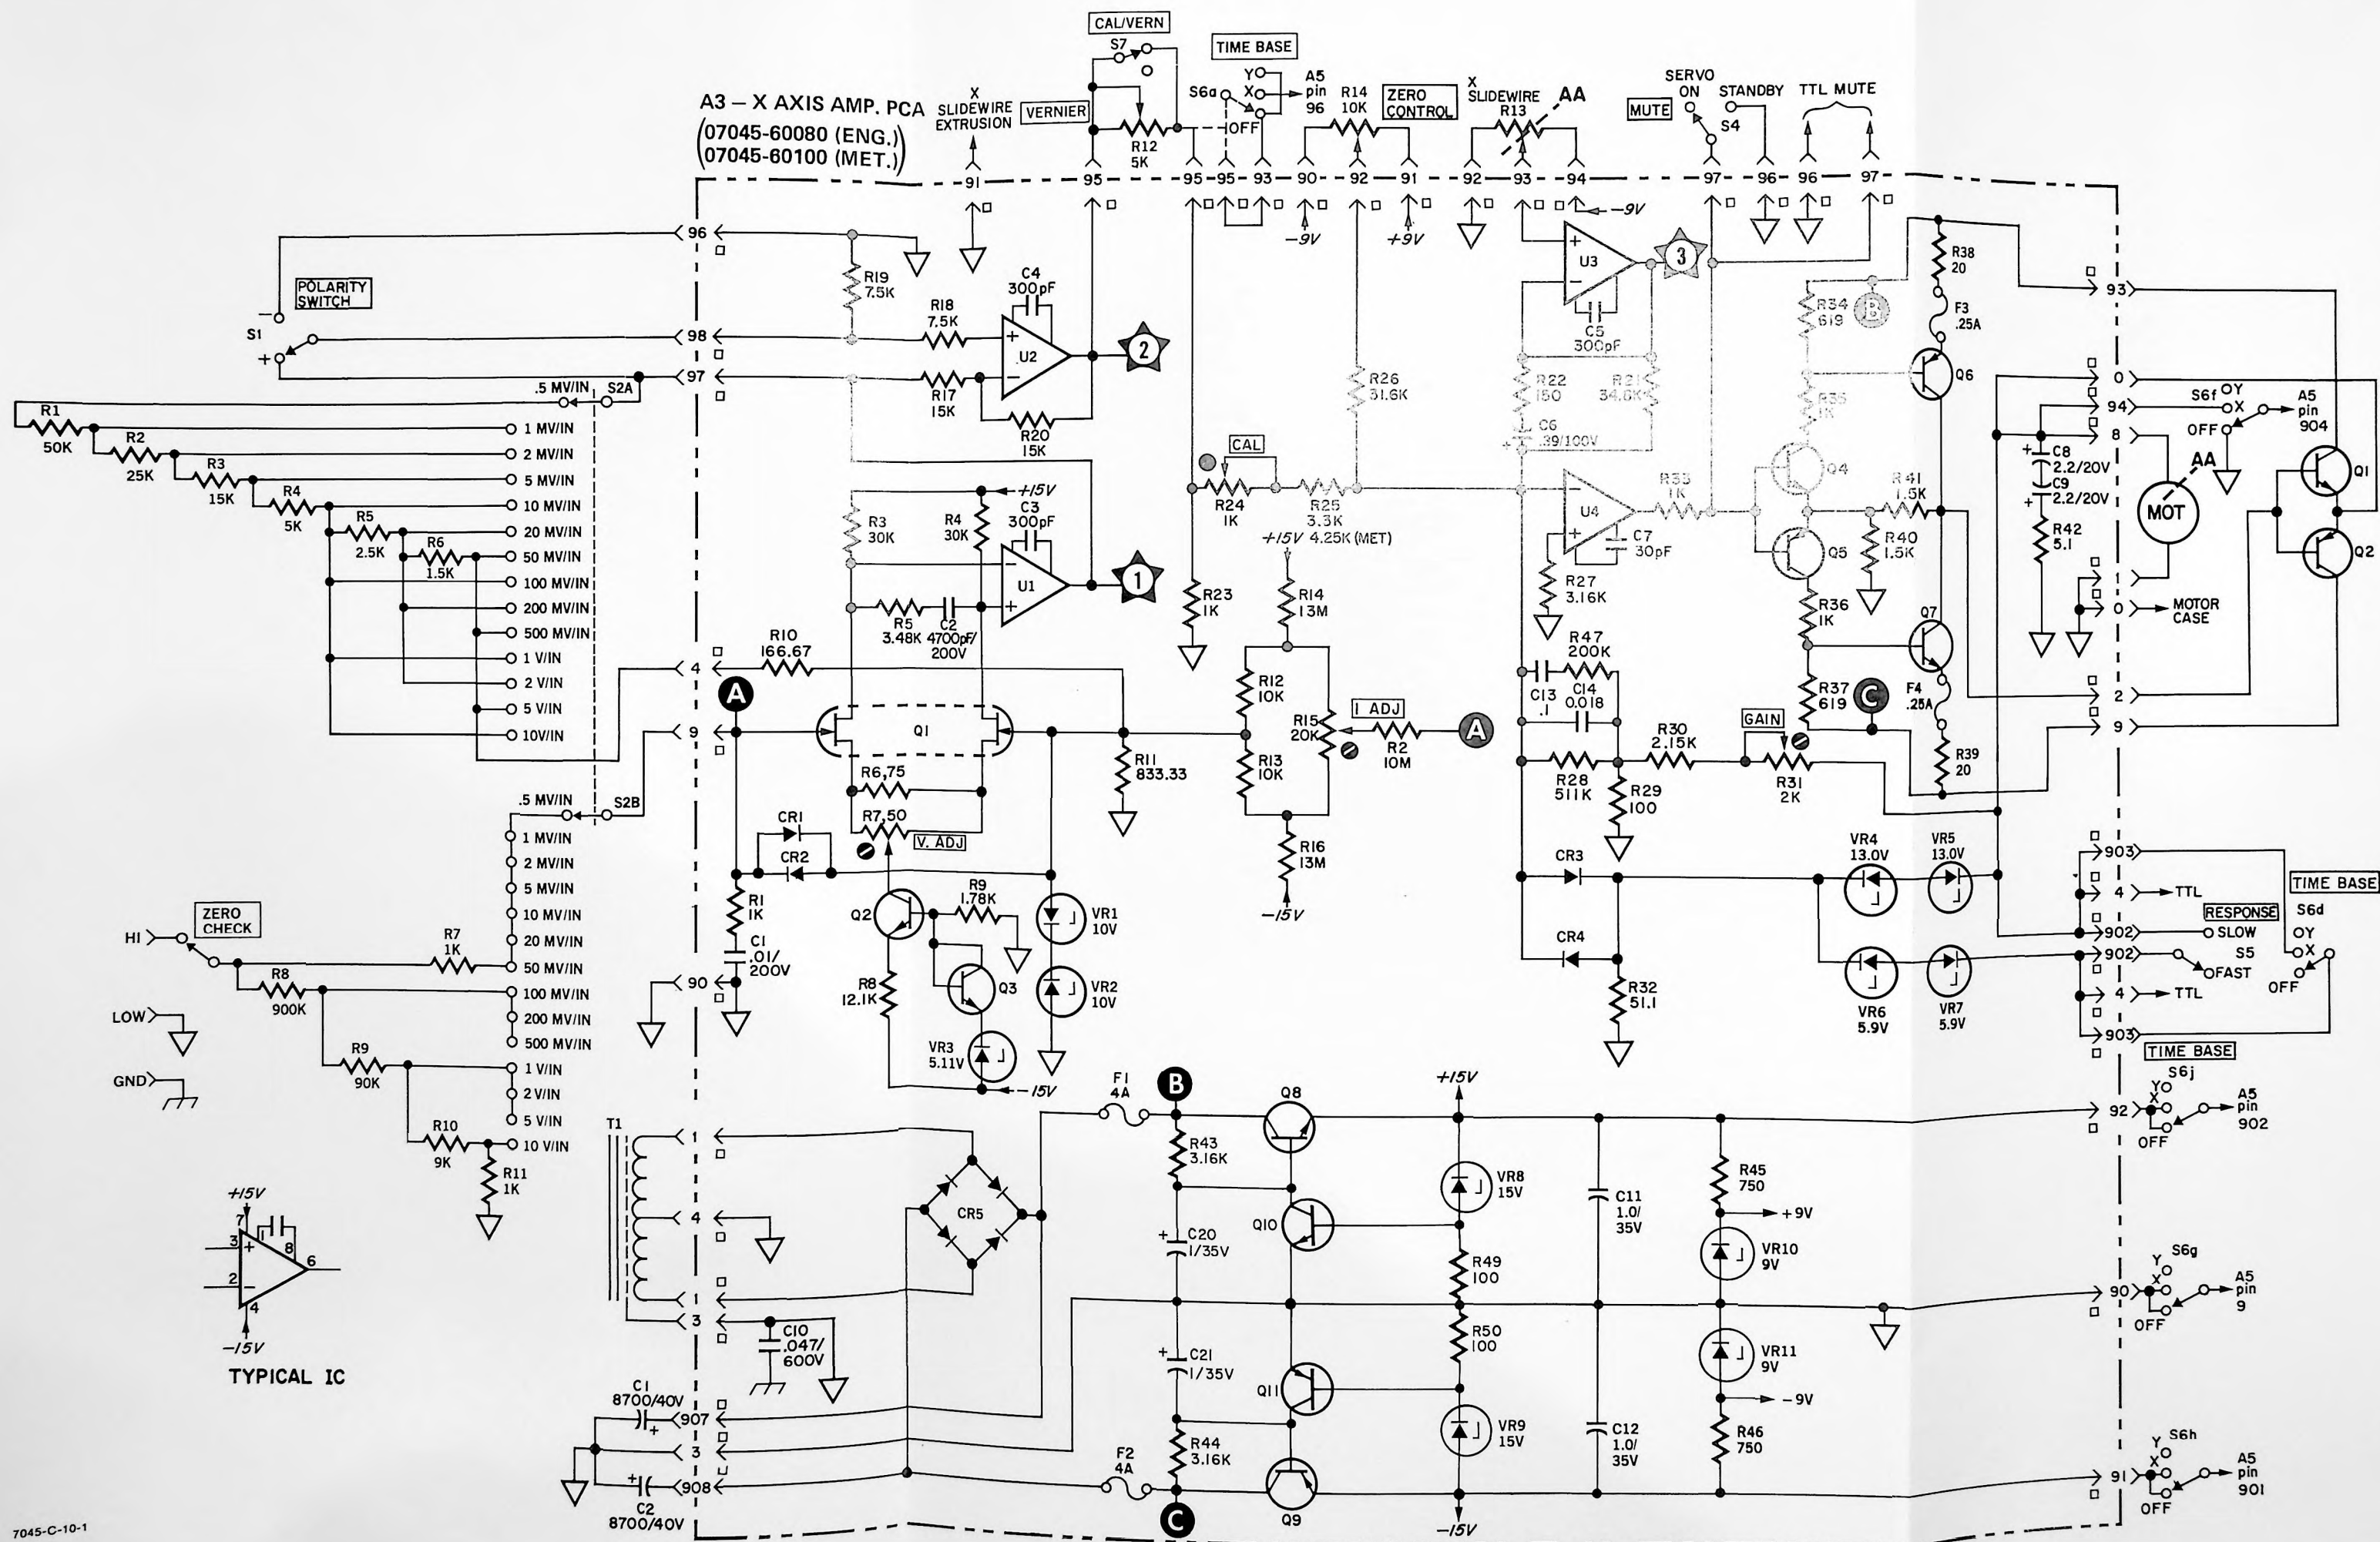 CAL/VERN
S7
TIME BASE
S6a
Y
X
OFF
A5
pin
96
R14
10K
ZERO
CONTROL
X
SLIDEWIRE
R13
AA
SERVO
ON
STANDBY
TTL MUTE
MUTE
S4
A3 – X AXIS AMP. PCA
(07045-60080 (ENG.)
07045-60100 (MET.))
X
SLIDEWIRE
EXTRUSION
VERNIER
R12
5K
91
95
95
95
93
90
92
91
92
93
94
97
96
96
97
-9V
+9V
-9V
POLARITY
SWITCH
S1
−
+
96
98
97
R19
7.5K
R18
7.5K
C4
300pF
+
−
U2
2
R17
15K
R20
15K
.5 MV/IN
S2A
1 MV/IN
2 MV/IN
5 MV/IN
10 MV/IN
20 MV/IN
50 MV/IN
100 MV/IN
200 MV/IN
500 MV/IN
1 V/IN
2 V/IN
5 V/IN
10V/IN
R1
50K
R2
25K
R3
15K
R4
5K
R5
2.5K
R6
1.5K
+15V
R3
30K
R4
30K
C3
300pF
−
+
U1
1
R5
3.48K
C2
4700pF/
200V
R10
166.67
4
A
9
Q1
R6,75
R7,50
V. ADJ
R11
833.33
CR1
CR2
R1
1K
C1
.01/
200V
90
Q2
R9
1.78K
Q3
R8
12.1K
VR3
5.11V
-15V
VR1
10V
VR2
10V
+
−
U3
3
C5
300pF
R22
150
R21
34.8K
C6
+
.39/100V
R26
31.6K
CAL
R24
1K
R25
3.3K
4.25K (MET)
+15V
R23
1K
R14
13M
R12
10K
R13
10K
R15
20K
I ADJ
R2
10M
A
R16
13M
-15V
−
+
U4
C7
30pF
R27
3.16K
R33
1K
R34
619
B
R35
1K
Q4
Q5
R36
1K
R37
619
C
R41
1.5K
R40
1.5K
R38
20
F3
.25A
Q6
Q7
F4
.25A
R39
20
R47
200K
C13
.1
C14
0.018
R28
511K
R29
100
R30
2.15K
GAIN
R31
2K
CR3
CR4
R32
51.1
VR4
13.0V
VR5
13.0V
VR6
5.9V
VR7
5.9V
93
0
94
8
1
0
2
9
903
4
902
902
4
903
+
C8
2.2/20V
C9
2.2/20V
+
R42
5.1
S6f
Y
X
OFF
A5
pin
904
AA
MOT
MOTOR
CASE
Q1
Q2
TIME BASE
S6d
Y
X
OFF
TTL
RESPONSE
SLOW
S5
FAST
TTL
TIME BASE
S6j
Y
X
OFF
92
A5
pin
902
S6g
Y
X
OFF
90
A5
pin
9
S6h
Y
X
OFF
91
A5
pin
901
.5 MV/IN
S2B
1 MV/IN
2 MV/IN
5 MV/IN
10 MV/IN
20 MV/IN
50 MV/IN
100 MV/IN
200 MV/IN
500 MV/IN
1 V/IN
2 V/IN
5 V/IN
10 V/IN
HI
ZERO
CHECK
R7
1K
R8
900K
LOW
R9
90K
GND
R10
9K
R11
1K
+15V
7
1
8
3
+
6
2
−
4
-15V
TYPICAL IC
T1
1
4
1
3
CR5
C10
.047/
600V
C1
8700/40V
+
907
3
+
908
C2
8700/40V
F1
4A
B
F2
4A
C
R43
3.16K
C20
+
1/35V
C21
+
1/35V
R44
3.16K
Q8
Q10
Q11
Q9
+15V
VR8
15V
R49
100
R50
100
VR9
15V
-15V
C11
1.0/
35V
C12
1.0/
35V
R45
750
+9V
VR10
9V
VR11
9V
-9V
R46
750
7045-C-10-1